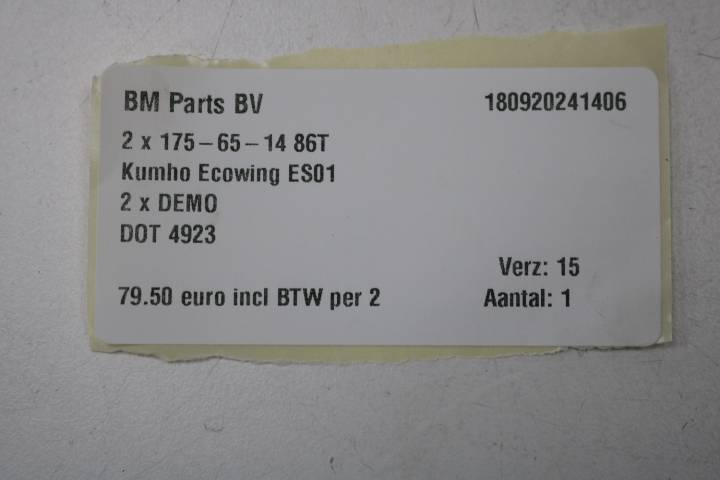 BM Parts BV 180920241406
2 x 175-65-14 86T
Kumho Ecowing ES01
2 x DEMO
DOT 4923
Verz: 15
79.50 euro incl BTW per 2 Aantal: 1